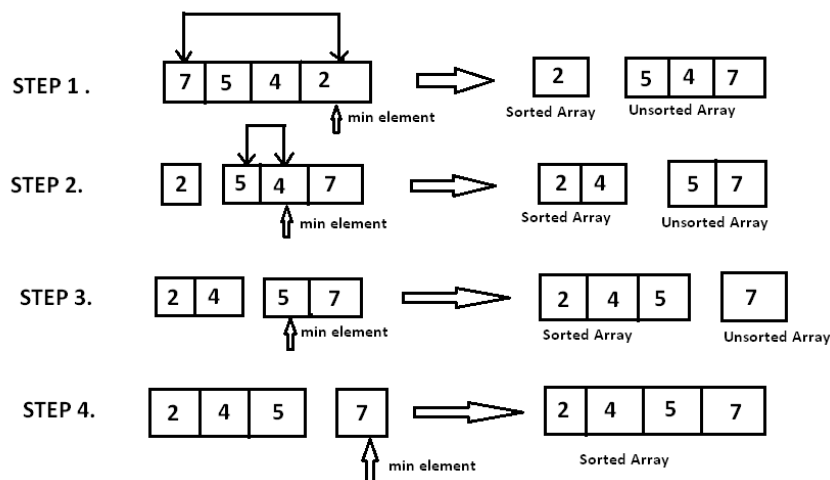 STEP 1 .
7 5 4 2
min element
2
Sorted Array
5 4 7
Unsorted Array
STEP 2.
2
5 4 7
min element
2 4
Sorted Array
5 7
Unsorted Array
STEP 3.
2 4
5 7
min element
2 4 5
Sorted Array
7
Unsorted Array
STEP 4.
2 4 5
7
min element
2 4 5 7
Sorted Array